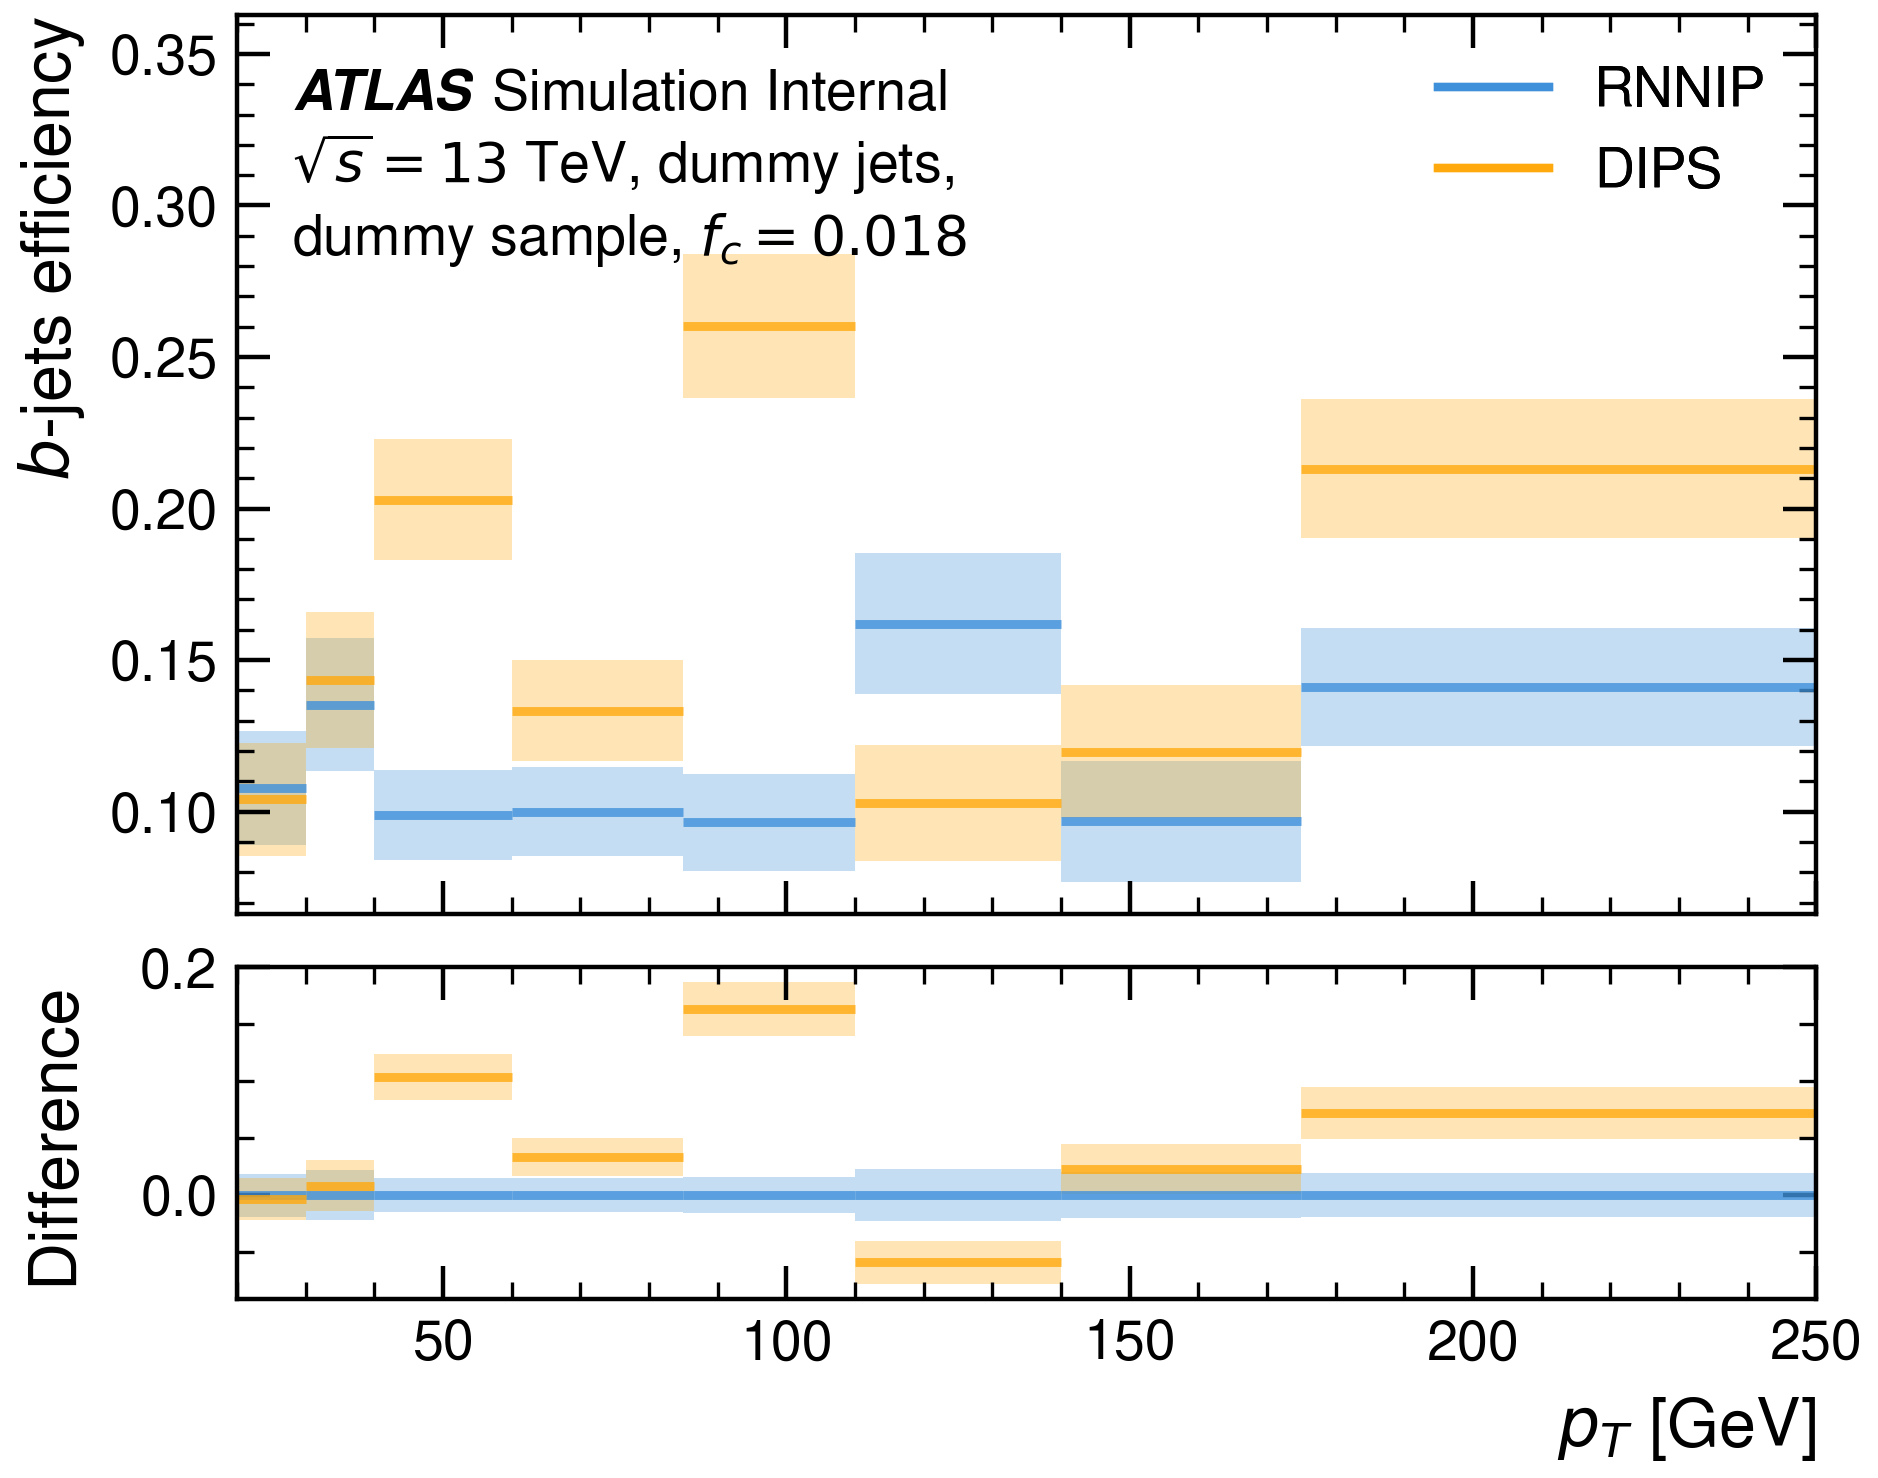 ATLAS Simulation Internal
√s = 13 TeV, dummy jets,
dummy sample, f_c = 0.018
RNNIP
DIPS
b-jets efficiency
0.35
0.30
0.25
0.20
0.15
0.10
Difference
0.2
0.0
50 100 150 200 250
p_T [GeV]